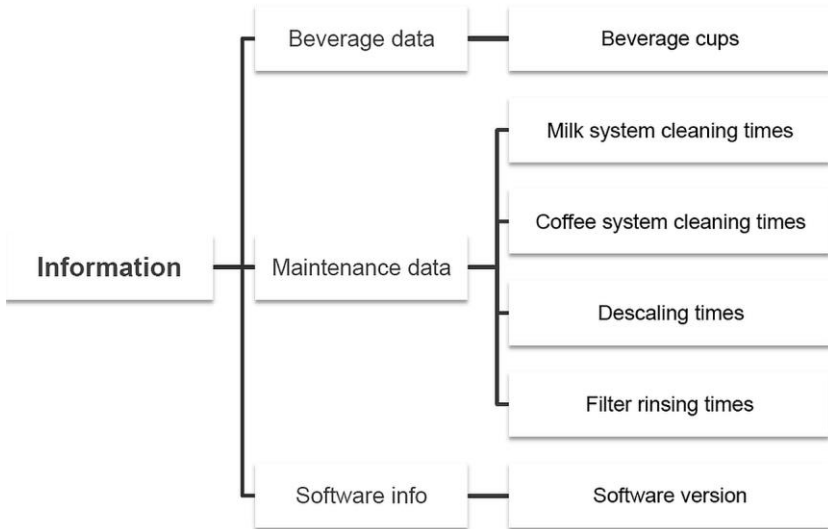 Information
Beverage data
Beverage cups
Maintenance data
Milk system cleaning times
Coffee system cleaning times
Descaling times
Filter rinsing times
Software info
Software version